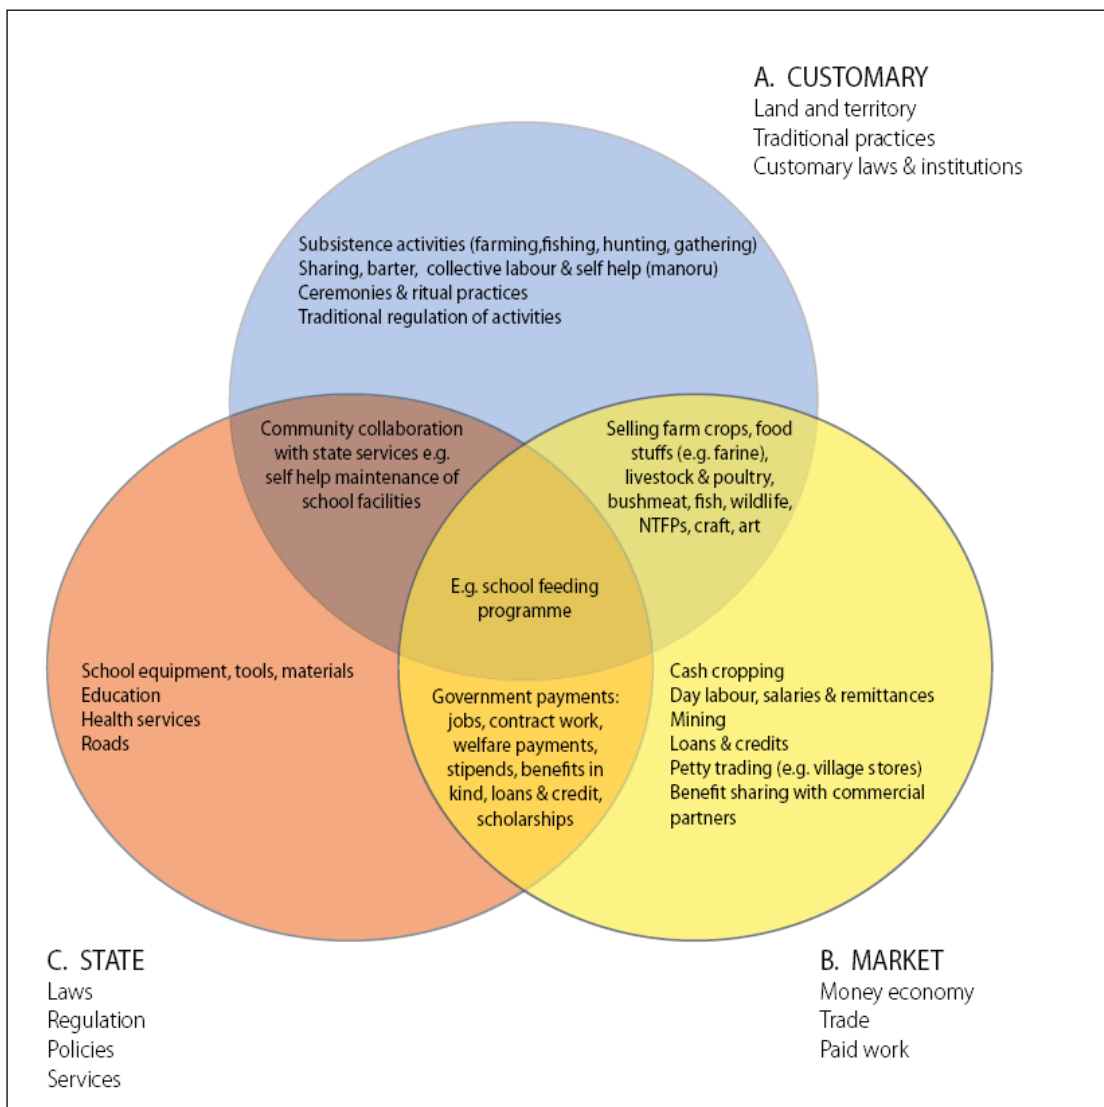 A. CUSTOMARY
Land and territory
Traditional practices
Customary laws & institutions
Subsistence activities (farming,fishing, hunting, gathering)
Sharing, barter, collective labour & self help (manoru)
Ceremonies & ritual practices
Traditional regulation of activities
Community collaboration
with state services e.g.
self help maintenance of
school facilities
Selling farm crops, food
stuffs (e.g. farine),
livestock & poultry,
bushmeat, fish, wildlife,
NTFPs, craft, art
E.g. school feeding
programme
School equipment, tools, materials
Education
Health services
Roads
Government payments:
jobs, contract work,
welfare payments,
stipends, benefits in
kind, loans & credit,
scholarships
Cash cropping
Day labour, salaries & remittances
Mining
Loans & credits
Petty trading (e.g. village stores)
Benefit sharing with commercial
partners
C. STATE
Laws
Regulation
Policies
Services
B. MARKET
Money economy
Trade
Paid work